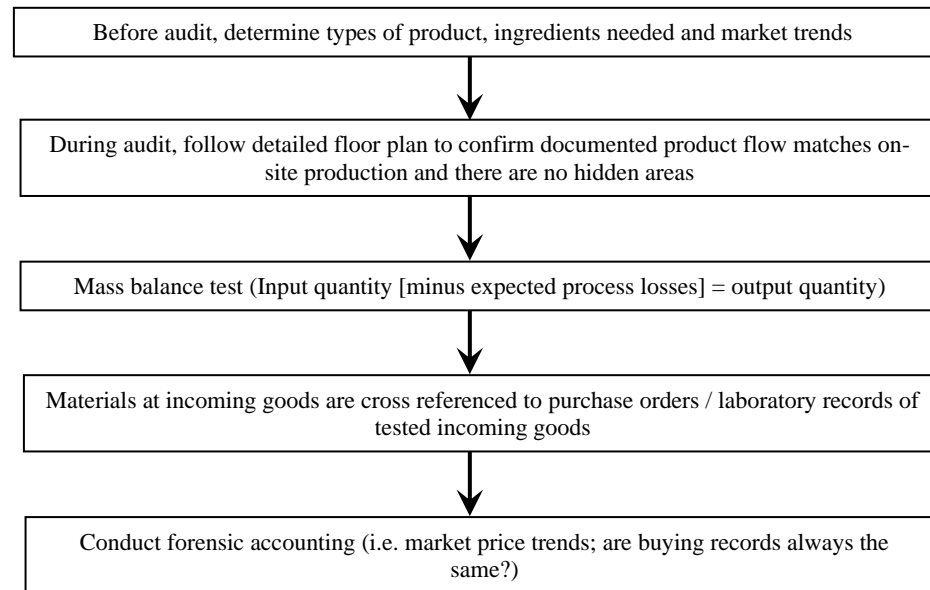 Before audit, determine types of product, ingredients needed and market trends
During audit, follow detailed floor plan to confirm documented product flow matches on-
site production and there are no hidden areas
Mass balance test (Input quantity [minus expected process losses] = output quantity)
Materials at incoming goods are cross referenced to purchase orders / laboratory records of
tested incoming goods
Conduct forensic accounting (i.e. market price trends; are buying records always the
same?)